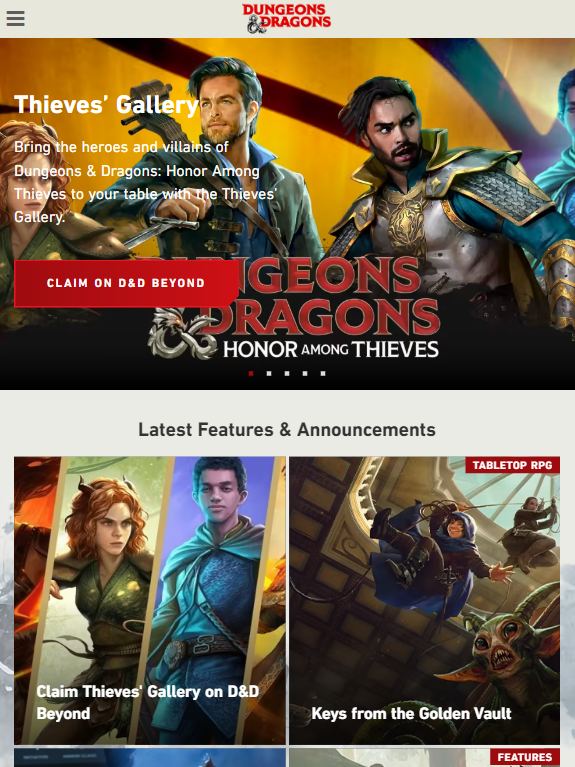 DUNGEONS
& DRAGONS
Thieves’ Gallery
Bring the heroes and villains of
Dungeons & Dragons: Honor Among
Thieves to your table with the Thieves’
Gallery.
CLAIM ON D&D BEYOND
DUNGEONS
& DRAGONS
HONOR AMONG THIEVES
Latest Features & Announcements
TABLETOP RPG
Claim Thieves' Gallery on D&D
Beyond
Keys from the Golden Vault
FEATURES